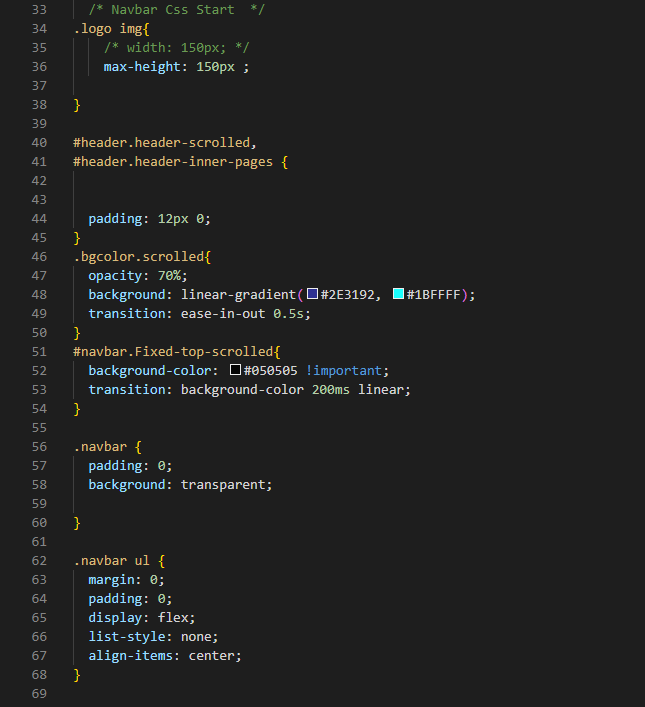 33 /* Navbar Css Start  */
34 .logo img{
35 /* width: 150px; */
36 max-height: 150px ;
37
38 }
39
40 #header.header-scrolled,
41 #header.header-inner-pages {
42
43
44 padding: 12px 0;
45 }
46 .bgcolor.scrolled{
47 opacity: 70%;
48 background: linear-gradient(#2E3192, #1BFFFF);
49 transition: ease-in-out 0.5s;
50 }
51 #navbar.Fixed-top-scrolled{
52 background-color: #050505 !important;
53 transition: background-color 200ms linear;
54 }
55
56 .navbar {
57 padding: 0;
58 background: transparent;
59
60 }
61
62 .navbar ul {
63 margin: 0;
64 padding: 0;
65 display: flex;
66 list-style: none;
67 align-items: center;
68 }
69